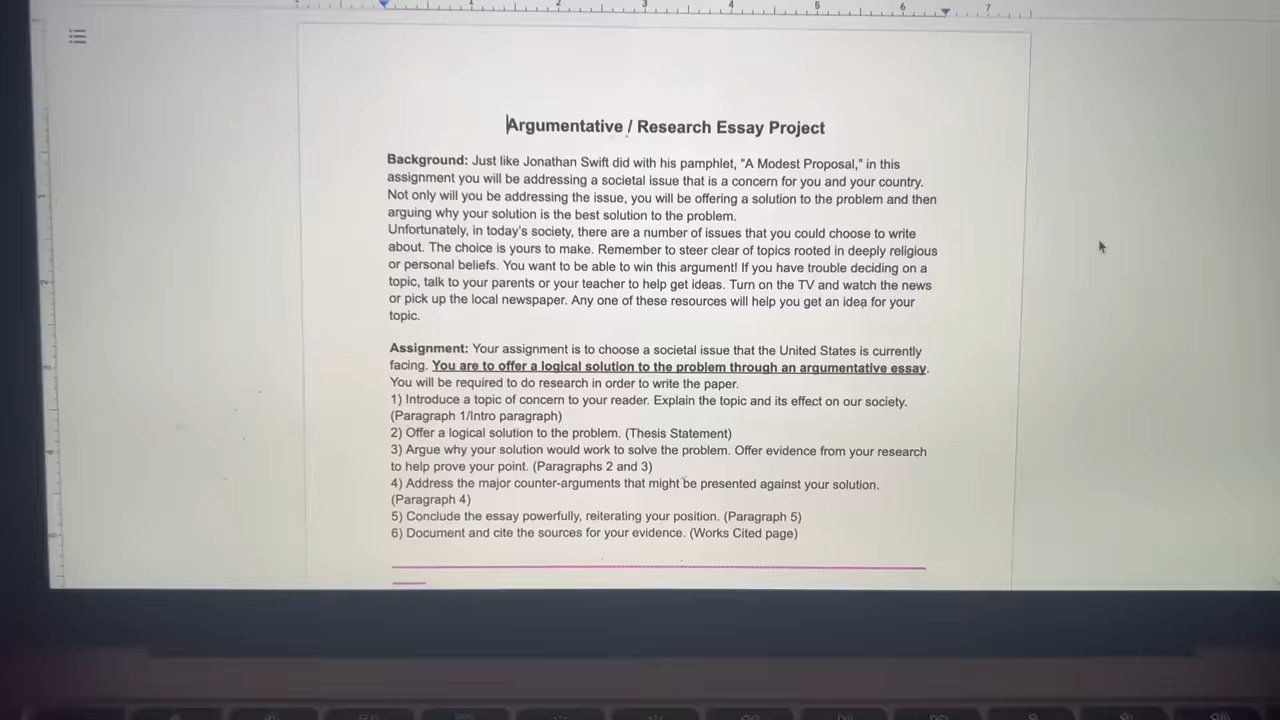 1 2 3 4 5 6 7
Argumentative / Research Essay Project
Background: Just like Jonathan Swift did with his pamphlet, "A Modest Proposal," in this
assignment you will be addressing a societal issue that is a concern for you and your country.
Not only will you be addressing the issue, you will be offering a solution to the problem and then
arguing why your solution is the best solution to the problem.
Unfortunately, in today's society, there are a number of issues that you could choose to write
about. The choice is yours to make. Remember to steer clear of topics rooted in deeply religious
or personal beliefs. You want to be able to win this argument! If you have trouble deciding on a
topic, talk to your parents or your teacher to help get ideas. Turn on the TV and watch the news
or pick up the local newspaper. Any one of these resources will help you get an idea for your
topic.
Assignment: Your assignment is to choose a societal issue that the United States is currently
facing. You are to offer a logical solution to the problem through an argumentative essay.
You will be required to do research in order to write the paper.
1) Introduce a topic of concern to your reader. Explain the topic and its effect on our society.
(Paragraph 1/Intro paragraph)
2) Offer a logical solution to the problem. (Thesis Statement)
3) Argue why your solution would work to solve the problem. Offer evidence from your research
to help prove your point. (Paragraphs 2 and 3)
4) Address the major counter-arguments that might be presented against your solution.
(Paragraph 4)
5) Conclude the essay powerfully, reiterating your position. (Paragraph 5)
6) Document and cite the sources for your evidence. (Works Cited page)